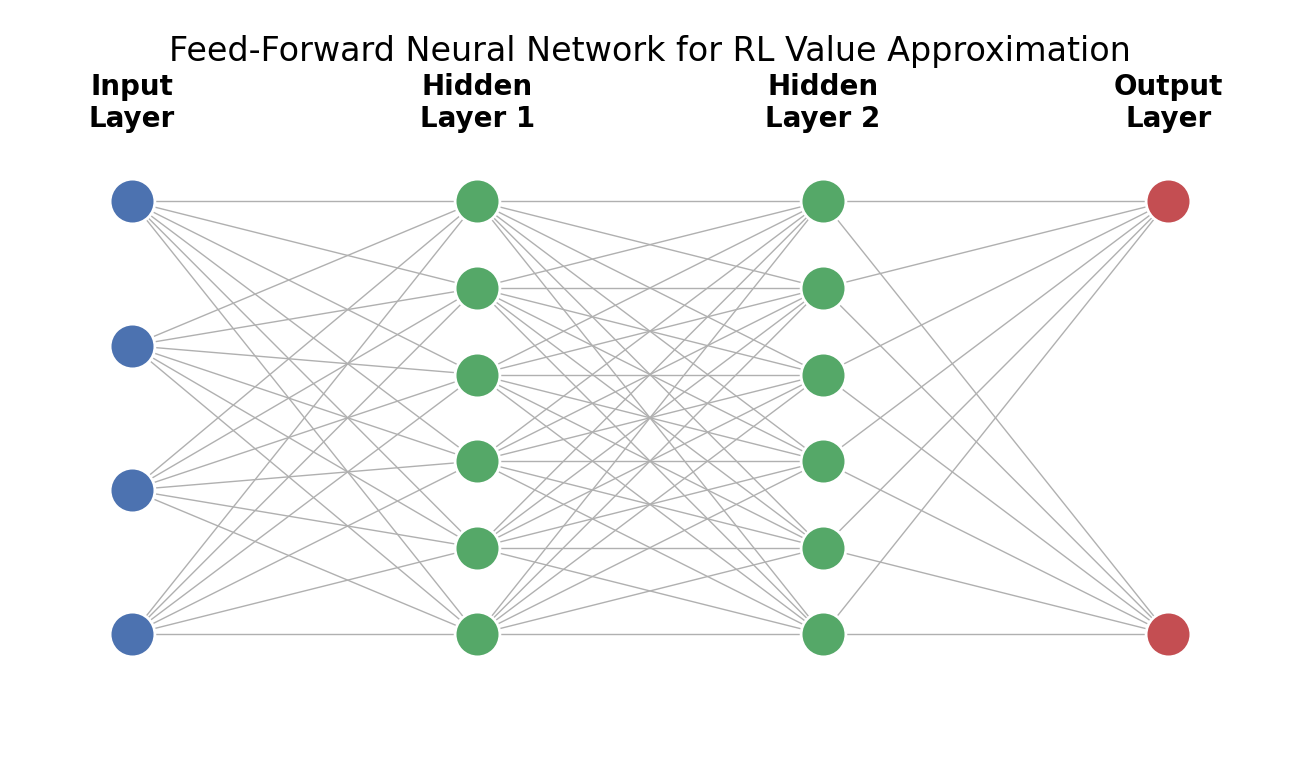 Feed-Forward Neural Network for RL Value Approximation
Input
Layer
Hidden
Layer 1
Hidden
Layer 2
Output
Layer